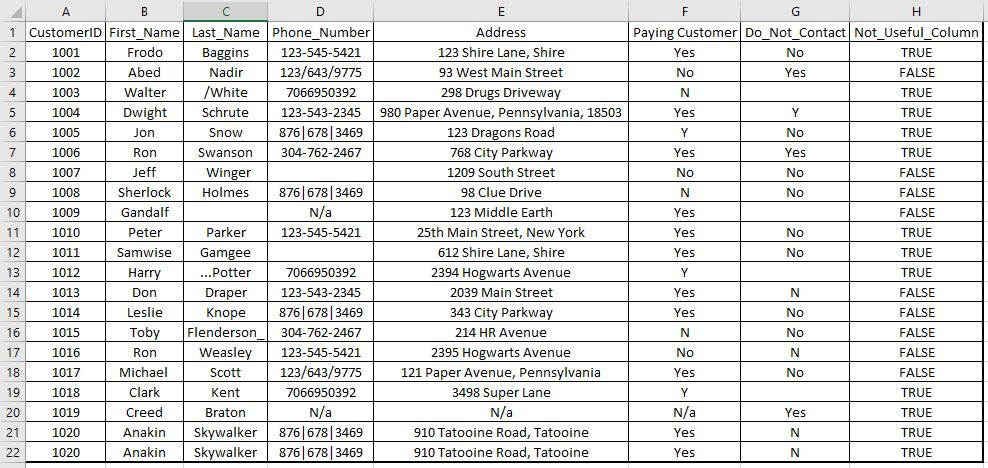 A B C D E F G H
1 CustomerID First_Name Last_Name Phone_Number Address Paying Customer Do_Not_Contact Not_Useful_Column
2 1001 Frodo Baggins 123-545-5421 123 Shire Lane, Shire Yes No TRUE
3 1002 Abed Nadir 123/643/9775 93 West Main Street No Yes FALSE
4 1003 Walter /White 7066950392 298 Drugs Driveway N TRUE
5 1004 Dwight Schrute 123-543-2345 980 Paper Avenue, Pennsylvania, 18503 Yes Y TRUE
6 1005 Jon Snow 876|678|3469 123 Dragons Road Y No TRUE
7 1006 Ron Swanson 304-762-2467 768 City Parkway Yes Yes TRUE
8 1007 Jeff Winger 1209 South Street No No FALSE
9 1008 Sherlock Holmes 876|678|3469 98 Clue Drive N No FALSE
10 1009 Gandalf N/a 123 Middle Earth Yes FALSE
11 1010 Peter Parker 123-545-5421 25th Main Street, New York Yes No TRUE
12 1011 Samwise Gamgee 612 Shire Lane, Shire Yes No TRUE
13 1012 Harry ...Potter 7066950392 2394 Hogwarts Avenue Y TRUE
14 1013 Don Draper 123-543-2345 2039 Main Street Yes N FALSE
15 1014 Leslie Knope 876|678|3469 343 City Parkway Yes No FALSE
16 1015 Toby Flenderson_ 304-762-2467 214 HR Avenue N No FALSE
17 1016 Ron Weasley 123-545-5421 2395 Hogwarts Avenue No N FALSE
18 1017 Michael Scott 123/643/9775 121 Paper Avenue, Pennsylvania Yes No FALSE
19 1018 Clark Kent 7066950392 3498 Super Lane Y TRUE
20 1019 Creed Braton N/a N/a N/a Yes TRUE
21 1020 Anakin Skywalker 876|678|3469 910 Tatooine Road, Tatooine Yes N TRUE
22 1020 Anakin Skywalker 876|678|3469 910 Tatooine Road, Tatooine Yes N TRUE